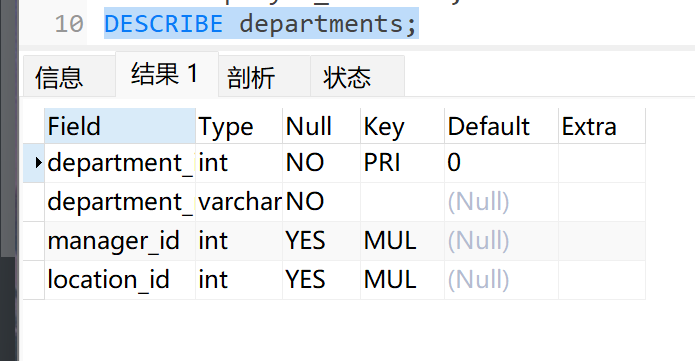 10 DESCRIBE departments;
信息 结果 1 剖析 状态
Field Type Null Key Default Extra
department_ int NO PRI 0
department_ varchar NO (Null)
manager_id int YES MUL (Null)
location_id int YES MUL (Null)